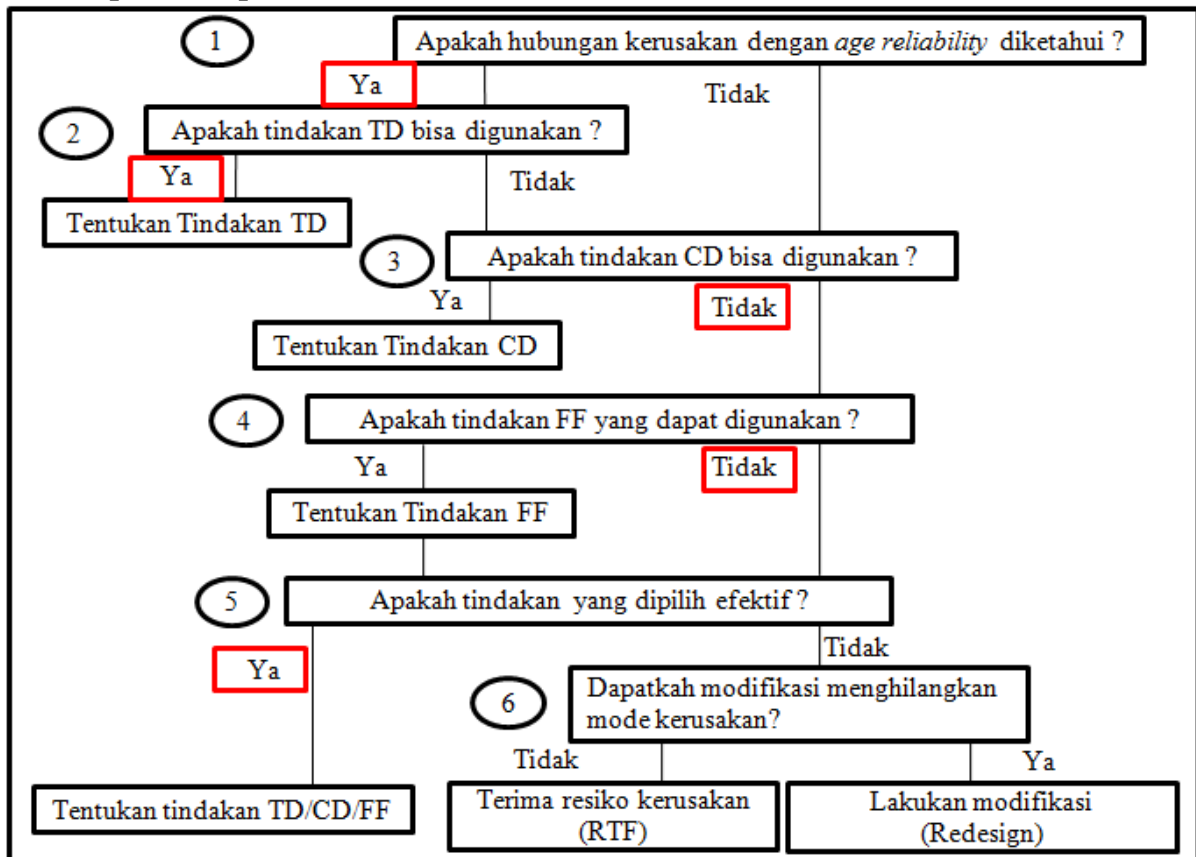 1
Apakah hubungan kerusakan dengan age reliability diketahui ?
Ya
Tidak
2
Apakah tindakan TD bisa digunakan ?
Ya
Tidak
Tentukan Tindakan TD
3
Apakah tindakan CD bisa digunakan ?
Ya
Tidak
Tentukan Tindakan CD
4
Apakah tindakan FF yang dapat digunakan ?
Ya
Tidak
Tentukan Tindakan FF
5
Apakah tindakan yang dipilih efektif ?
Ya
Tidak
6
Dapatkah modifikasi menghilangkan
mode kerusakan?
Tidak
Ya
Tentukan tindakan TD/CD/FF
Terima resiko kerusakan
(RTF)
Lakukan modifikasi
(Redesign)